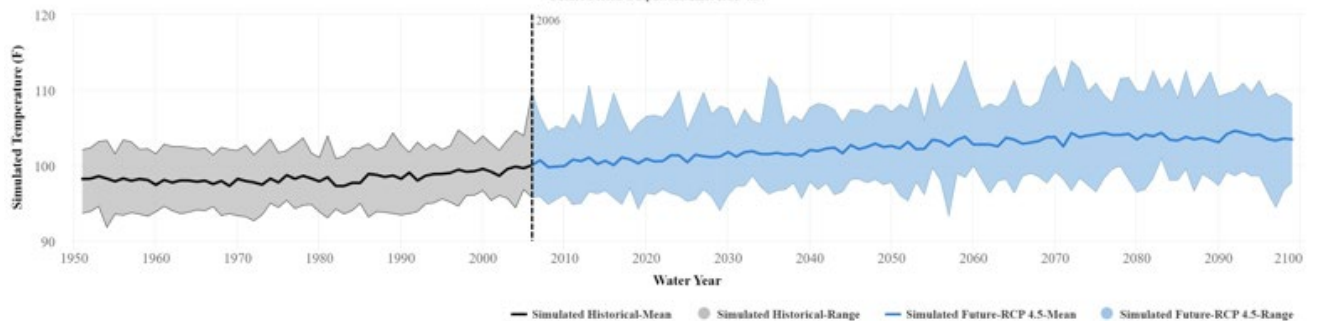 120
2006
110
100
90
Simulated Temperature (F)
1950 1960 1970 1980 1990 2000 2010 2020 2030 2040 2050 2060 2070 2080 2090 2100
Water Year
Simulated Historical-Mean Simulated Historical-Range Simulated Future-RCP 4.5-Mean Simulated Future-RCP 4.5-Range